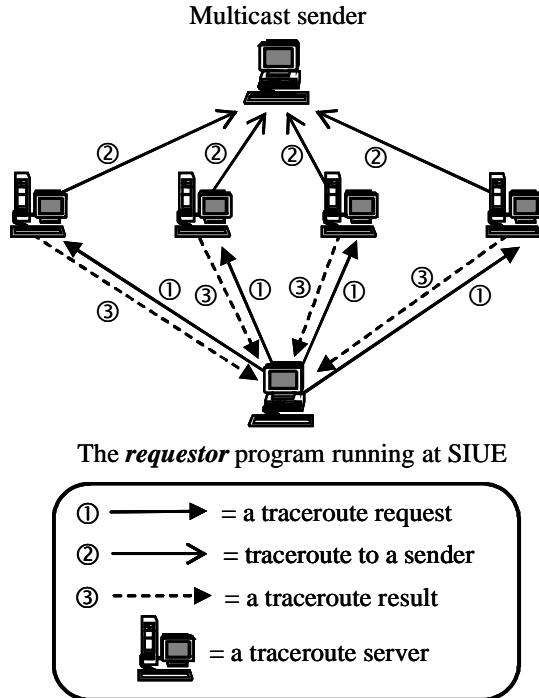 Multicast sender
② ② ② ②
③ ① ③ ① ③ ① ③ ①
The requestor program running at SIUE
① = a traceroute request
② = traceroute to a sender
③ = a traceroute result
= a traceroute server